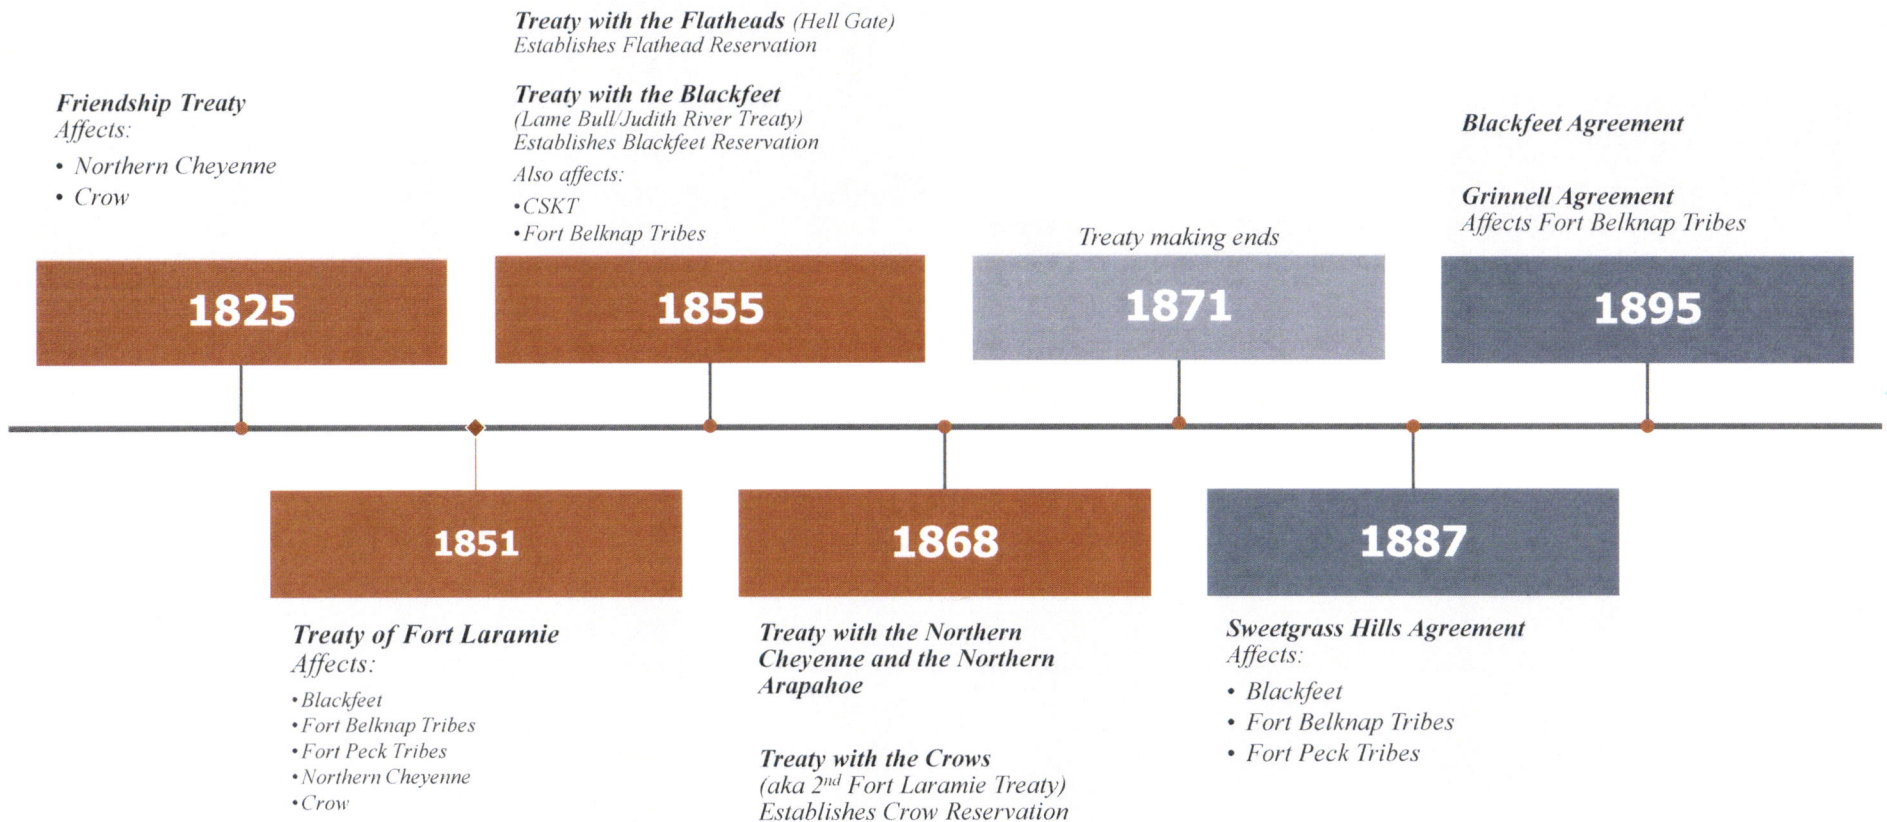 Friendship Treaty
Affects:
• Northern Cheyenne
• Crow
1825
Treaty of Fort Laramie
Affects:
•Blackfeet
•Fort Belknap Tribes
•Fort Peck Tribes
•Northern Cheyenne
•Crow
1851
Treaty with the Flatheads (Hell Gate)
Establishes Flathead Reservation
Treaty with the Blackfeet
(Lame Bull/Judith River Treaty)
Establishes Blackfeet Reservation
Also affects:
•CSKT
•Fort Belknap Tribes
1855
1868
Treaty with the Northern
Cheyenne and the Northern
Arapahoe
Treaty with the Crows
(aka 2nd Fort Laramie Treaty)
Establishes Crow Reservation
Treaty making ends
1871
1887
Sweetgrass Hills Agreement
Affects:
• Blackfeet
• Fort Belknap Tribes
• Fort Peck Tribes
Blackfeet Agreement
Grinnell Agreement
Affects Fort Belknap Tribes
1895